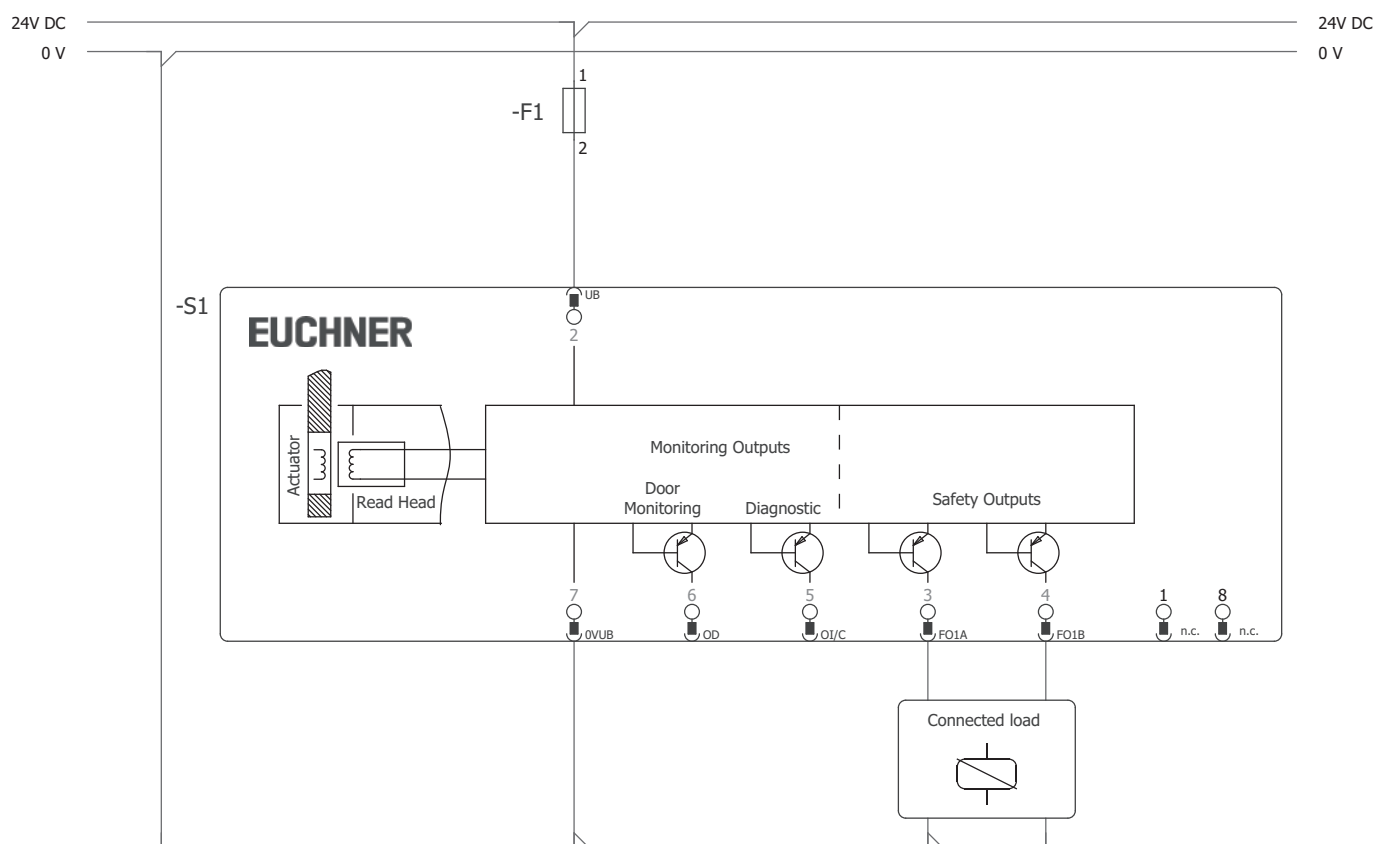 24V DC
24V DC
0 V
0 V
1
-F1
2
-S1
UB
EUCHNER
2
Actuator
Read Head
Monitoring Outputs
Door
Monitoring
Diagnostic
Safety Outputs
7
6
5
3
4
1
8
0VUB
OD
OI/C
FO1A
FO1B
n.c.
n.c.
Connected load